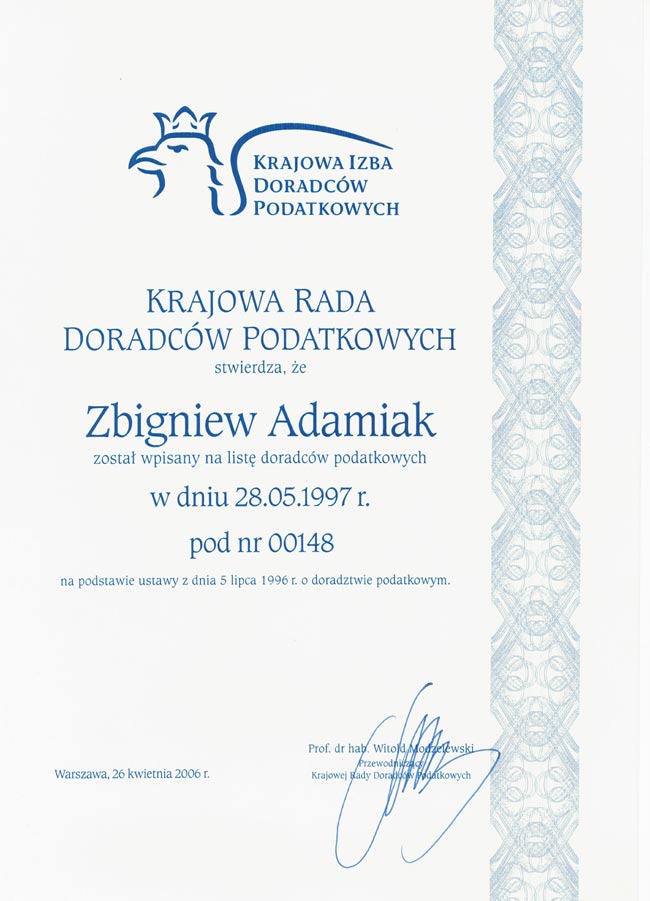 KRAJOWA IZBA
DORADCÓW
PODATKOWYCH
KRAJOWA RADA
DORADCÓW PODATKOWYCH
stwierdza, że
Zbigniew Adamiak
został wpisany na listę doradców podatkowych
w dniu 28.05.1997 r.
pod nr 00148
na podstawie ustawy z dnia 5 lipca 1996 r. o doradztwie podatkowym.
Prof. dr hab. Witold Modzelewski
Przewodniczący
Krajowej Rady Doradców Podatkowych
Warszawa, 26 kwietnia 2006 r.